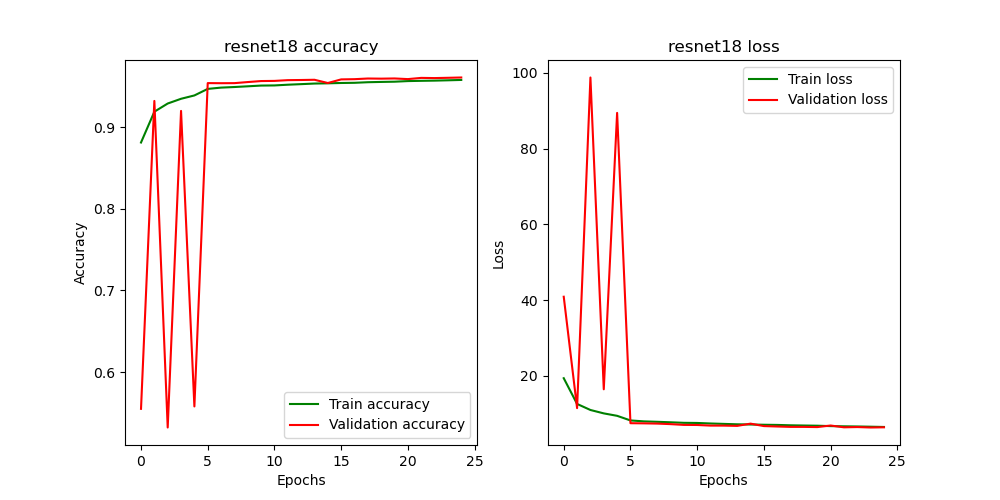 resnet18 accuracy
Accuracy
0.9
0.8
0.7
0.6
Train accuracy
Validation accuracy
0 5 10 15 20 25
Epochs
resnet18 loss
Loss
100
80
60
40
20
Train loss
Validation loss
0 5 10 15 20 25
Epochs